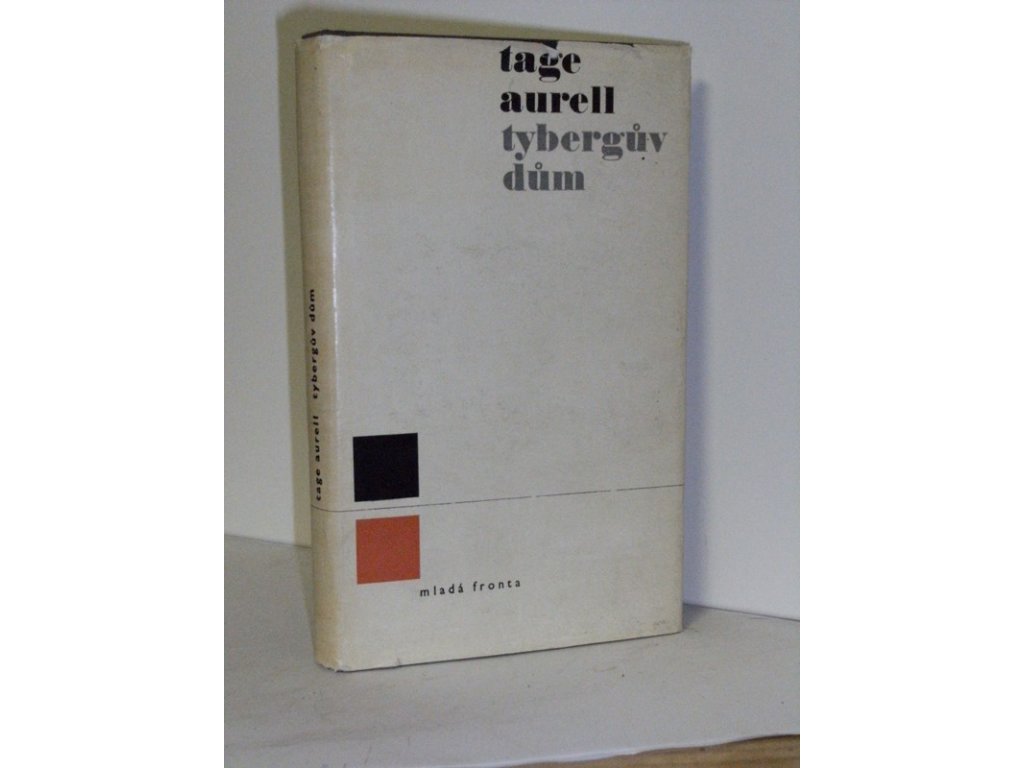 tage
aurell
tybergův
dům
tage aurell tybergův dům
mladá fronta